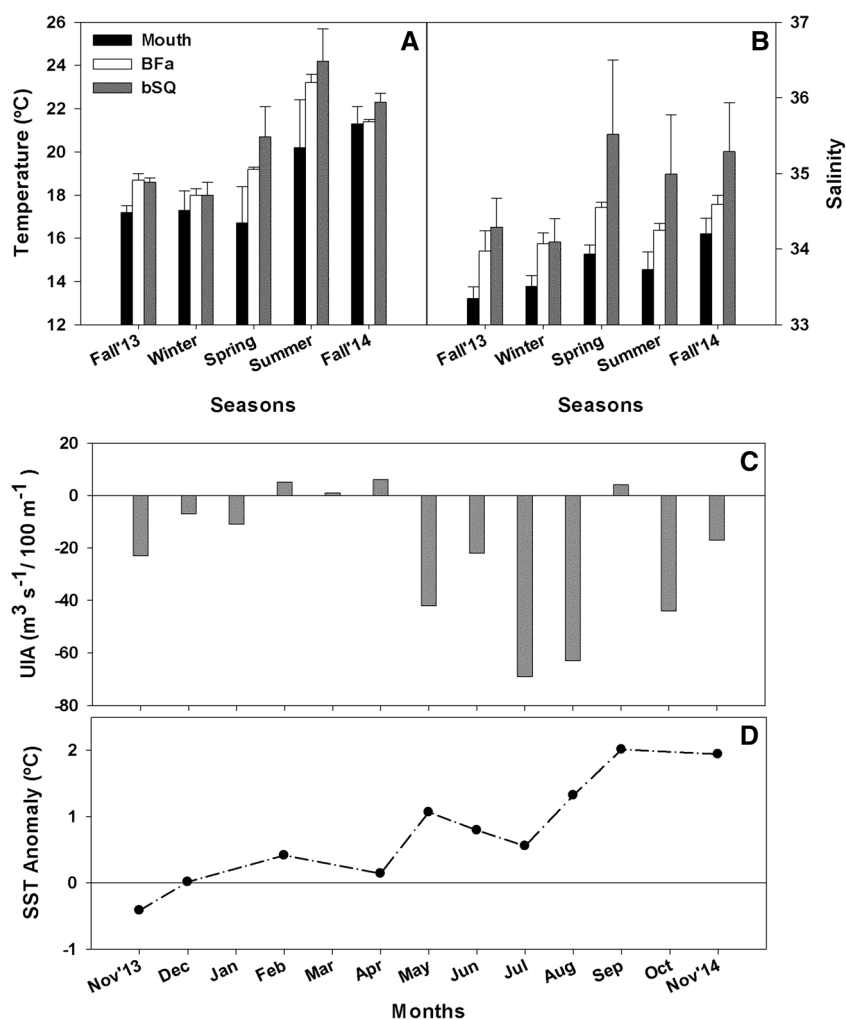 A
B
Mouth
BFa
bSQ
Temperature (ºC)
26
24
22
20
18
16
14
12
37
36
35
34
33
Salinity
Fall'13 Winter Spring Summer Fall'14
Fall'13 Winter Spring Summer Fall'14
Seasons
Seasons
C
UIA (m³ s⁻¹/ 100 m⁻¹ )
20
0
-20
-40
-60
-80
D
SST Anomaly (ºC)
2
1
0
-1
Nov'13 Dec Jan Feb Mar Apr May Jun Jul Aug Sep Oct Nov'14
Months